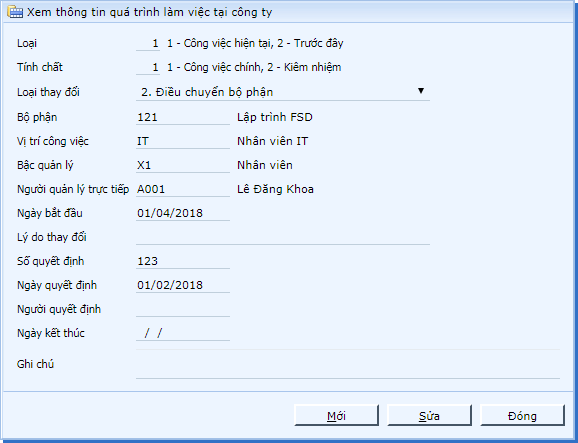 Xem thông tin quá trình làm việc tại công ty
Loại 1 1 - Công việc hiện tại, 2 - Trước đây
Tính chất 1 1 - Công việc chính, 2 - Kiêm nhiệm
Loại thay đổi 2. Điều chuyển bộ phận
Bộ phận 121 Lập trình FSD
Vị trí công việc IT Nhân viên IT
Bậc quản lý X1 Nhân viên
Người quản lý trực tiếp A001 Lê Đăng Khoa
Ngày bắt đầu 01/04/2018
Lý do thay đổi
Số quyết định 123
Ngày quyết định 01/02/2018
Người quyết định
Ngày kết thúc / /
Ghi chú
Mới Sửa Đóng